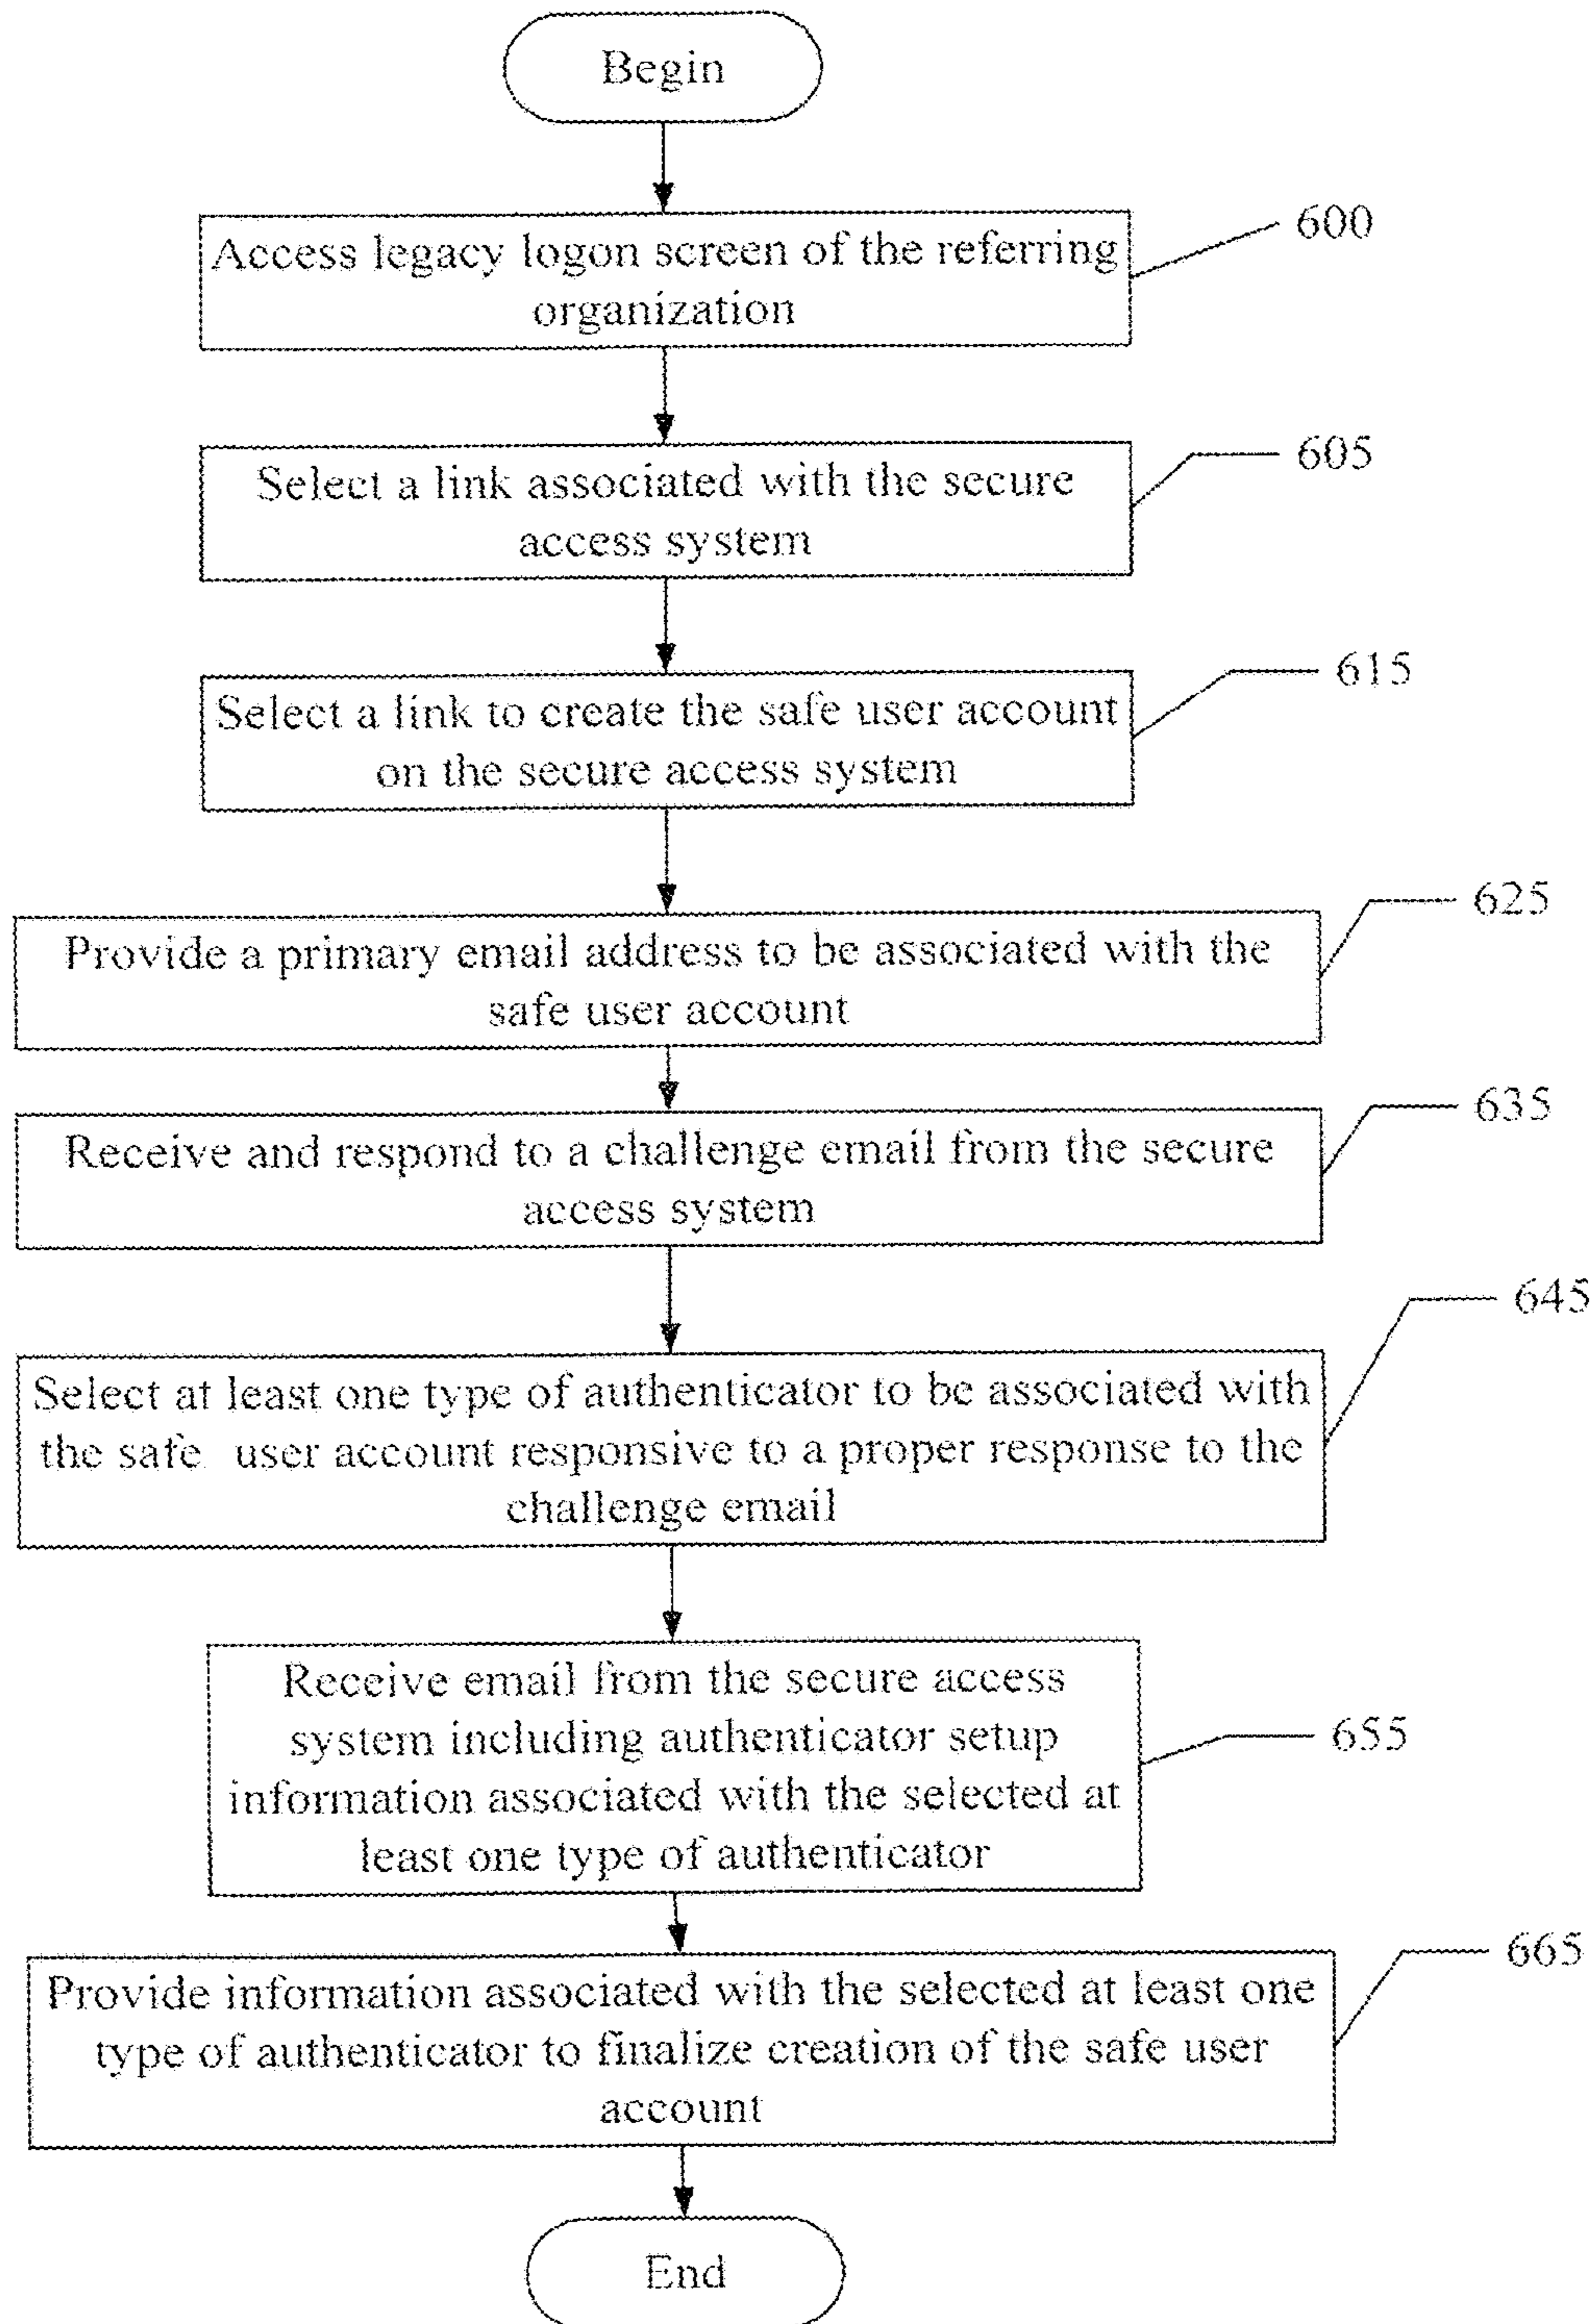 Begin
Access legacy logon screen of the referring
organization
600
Select a link associated with the secure
access system
605
Select a link to create the safe user account
on the secure access system
615
Provide a primary email address to be associated with the
safe user account
625
Receive and respond to a challenge email from the secure
access system
635
Select at least one type of authenticator to be associated with
the safe user account responsive to a proper response to the
challenge email
645
Receive email from the secure access
system including authenticator setup
information associated with the selected at
least one type of authenticator
655
Provide information associated with the selected at least one
type of authenticator to finalize creation of the safe user
account
665
End